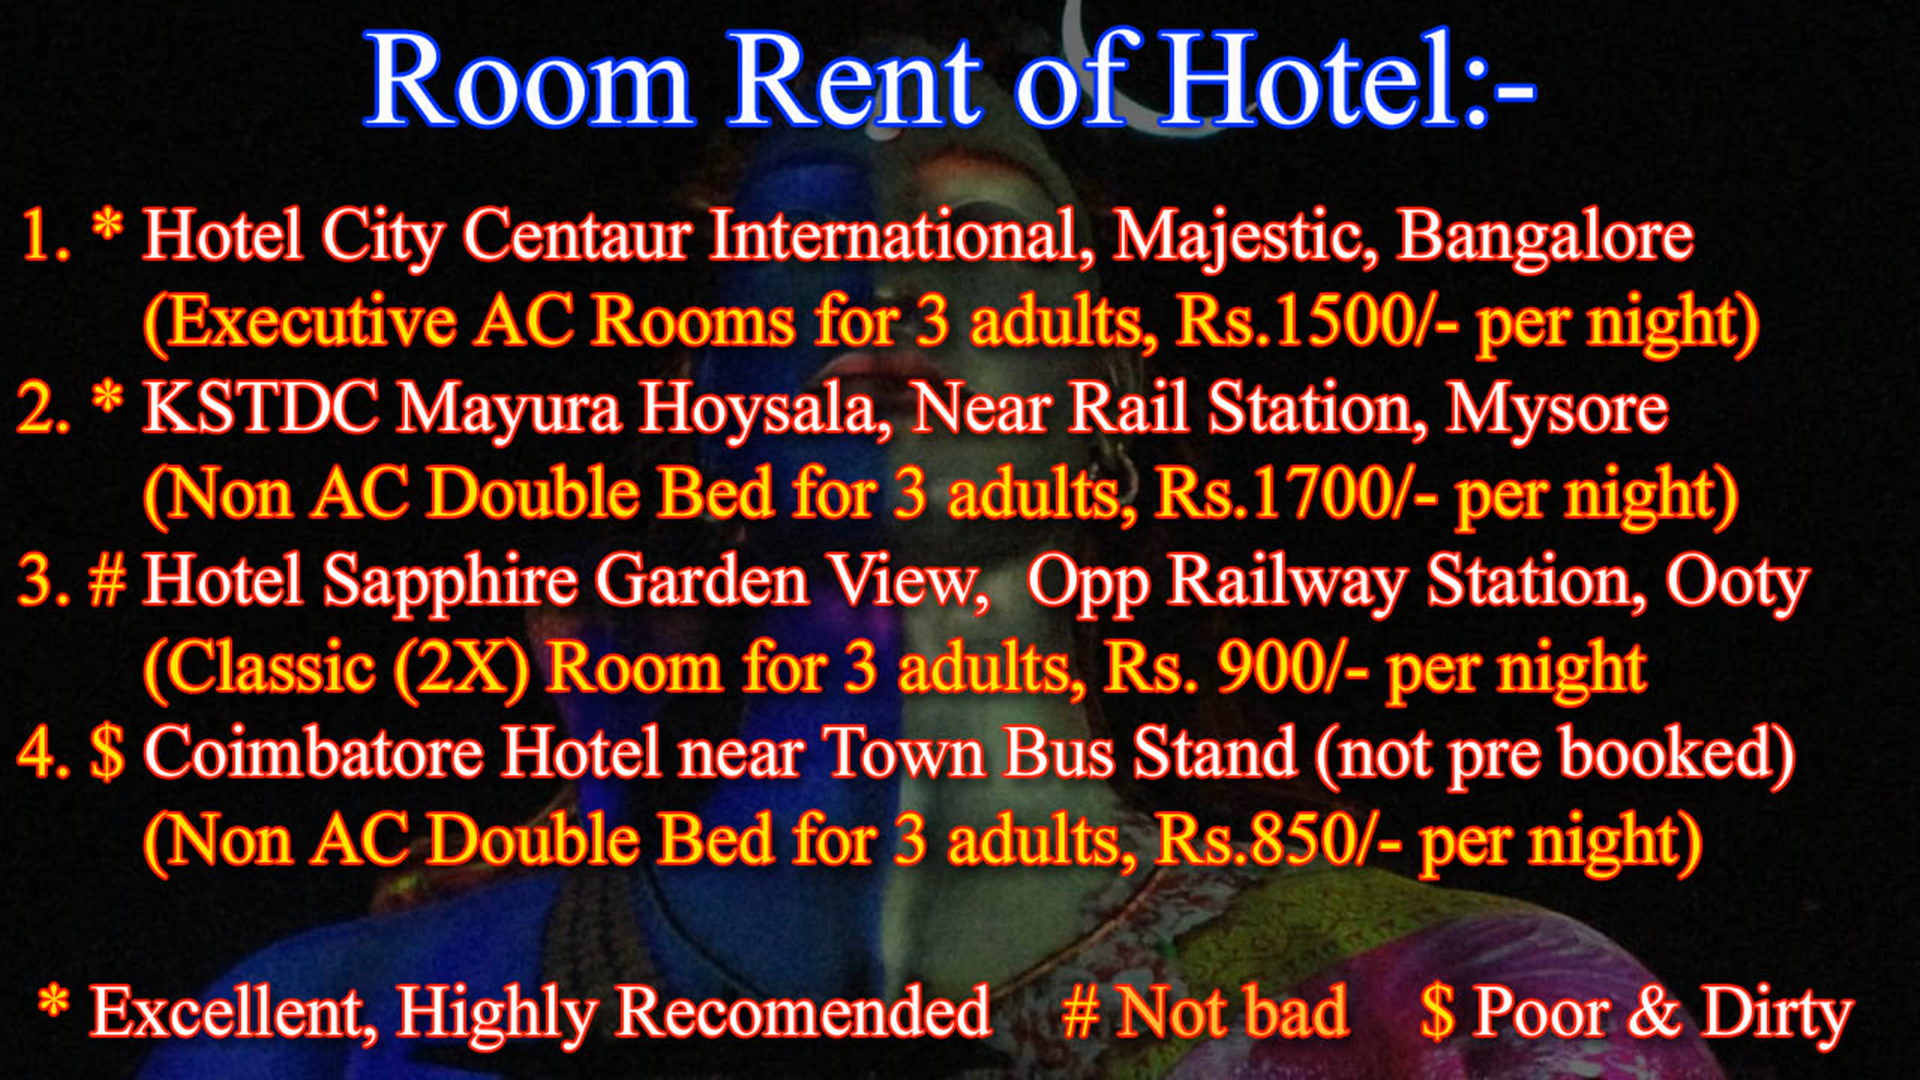 Room Rent of Hotel:-
1. * Hotel City Centaur International, Majestic, Bangalore
(Executive AC Rooms for 3 adults, Rs.1500/- per night)
2. * KSTDC Mayura Hoysala, Near Rail Station, Mysore
(Non AC Double Bed for 3 adults, Rs.1700/- per night)
3. # Hotel Sapphire Garden View, Opp Railway Station, Ooty
(Classic (2X) Room for 3 adults, Rs. 900/- per night
4. $ Coimbatore Hotel near Town Bus Stand (not pre booked)
(Non AC Double Bed for 3 adults, Rs.850/- per night)
* Excellent, Highly Recomended # Not bad $ Poor & Dirty